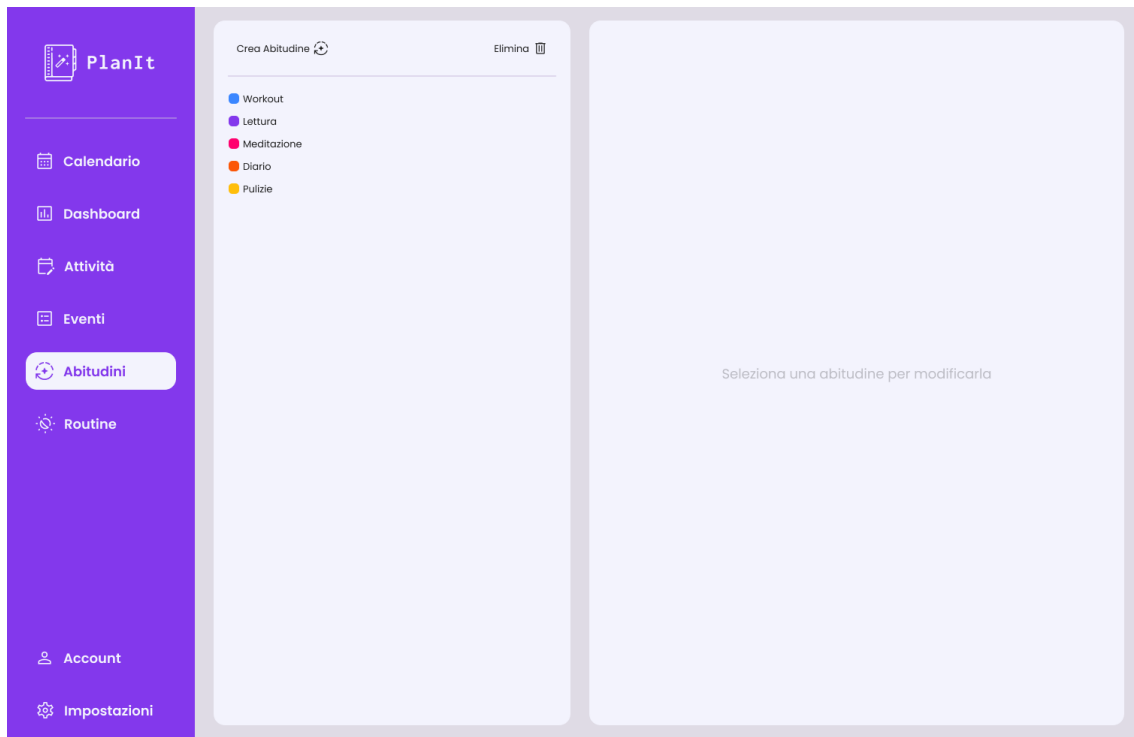 PlanIt
Calendario
Dashboard
Attività
Eventi
Abitudini
Routine
Account
Impostazioni
Crea Abitudine
Elimina
Workout
Lettura
Meditazione
Diario
Pulizie
Seleziona una abitudine per modificarla